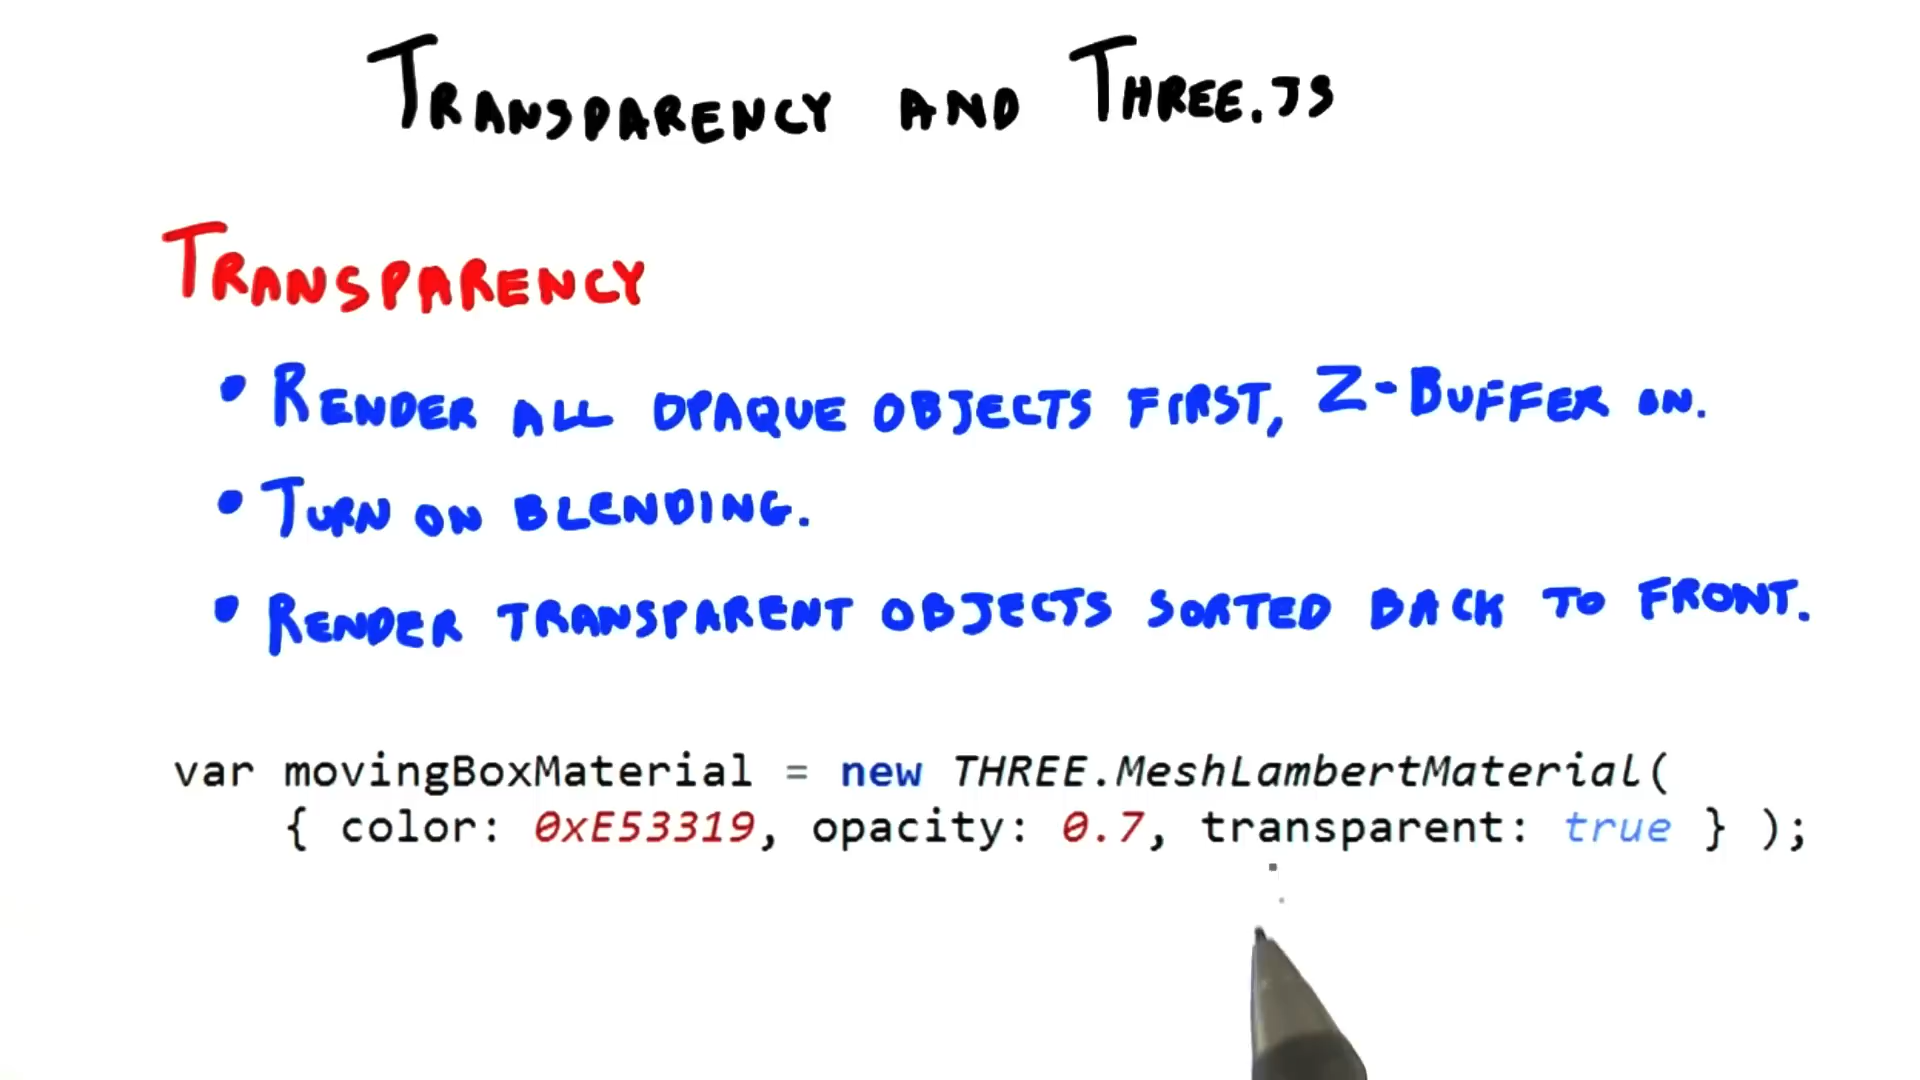 TRANSPARENCY AND THREE.JS
TRANSPARENCY
• RENDER ALL OPAQUE OBJECTS FIRST, Z-BUFFER ON.
• TURN ON BLENDING.
• RENDER TRANSPARENT OBJECTS SORTED BACK TO FRONT.
var movingBoxMaterial = new THREE.MeshLambertMaterial(
{ color: 0xE53319, opacity: 0.7, transparent: true } );